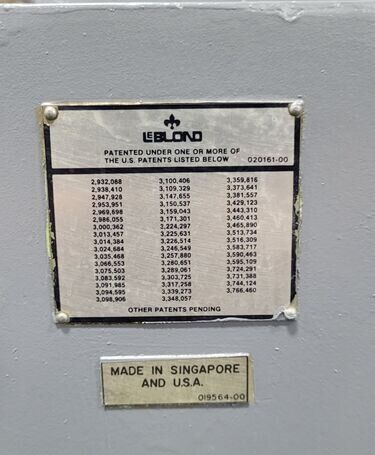 LEBLOND
PATENTED UNDER ONE OR MORE OF
THE U.S. PATENTS LISTED BELOW 020161-00
2,932,088 3,100,406 3,359,816
2,938,410 3,109,329 3,373,641
2,947,928 3,147,655 3,381,557
2,953,951 3,150,537 3,429,123
2,969,698 3,159,043 3,443,310
2,986,055 3,171,301 3,460,413
3,000,362 3,224,297 3,465,890
3,013,457 3,225,631 3,513,734
3,014,384 3,226,514 3,516,309
3,024,684 3,246,549 3,583,717
3,035,468 3,257,880 3,590,463
3,066,553 3,280,651 3,595,109
3,075,503 3,289,061 3,724,291
3,083,592 3,303,725 3,731,388
3,091,985 3,317,258 3,744,124
3,094,595 3,339,273 3,766,460
3,098,906 3,348,057
OTHER PATENTS PENDING
MADE IN SINGAPORE
AND U.S.A.
019564-00